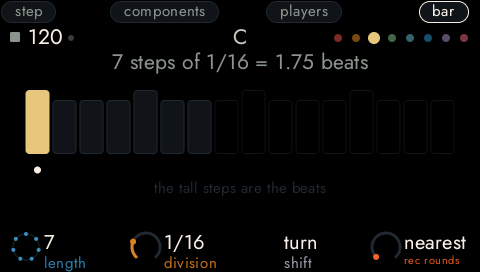 step components players bar
120 C
7 steps of 1/16 = 1.75 beats
the tall steps are the beats
7 1/16 turn nearest
length division shift rec rounds